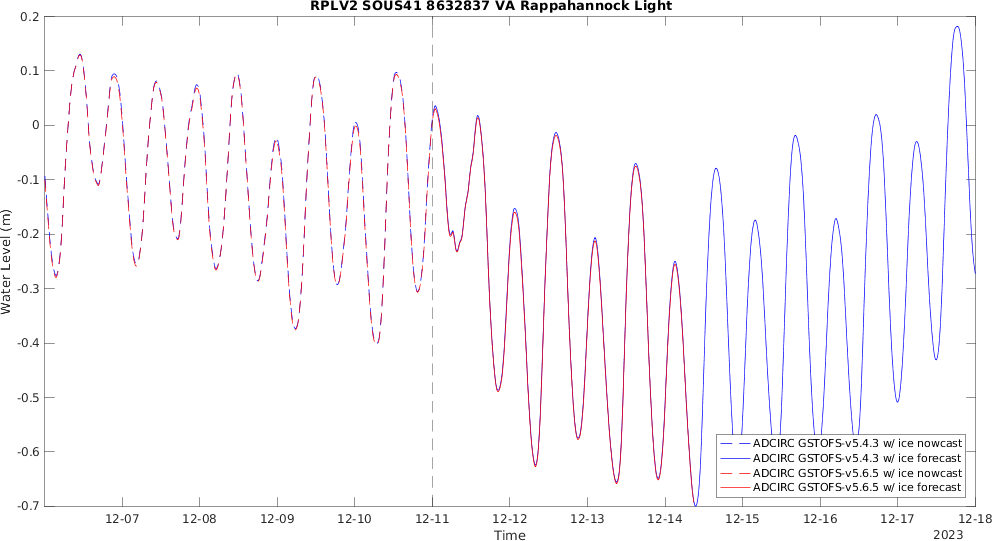 RPLV2 SOUS41 8632837 VA Rappahannock Light
0.2
0.1
0
-0.1
-0.2
-0.3
-0.4
-0.5
-0.6
-0.7
Water Level (m)
ADCIRC GSTOFS-v5.4.3 w/ ice nowcast
ADCIRC GSTOFS-v5.4.3 w/ ice forecast
ADCIRC GSTOFS-v5.6.5 w/ ice nowcast
ADCIRC GSTOFS-v5.6.5 w/ ice forecast
12-07 12-08 12-09 12-10 12-11 12-12 12-13 12-14 12-15 12-16 12-17 12-18
Time
2023